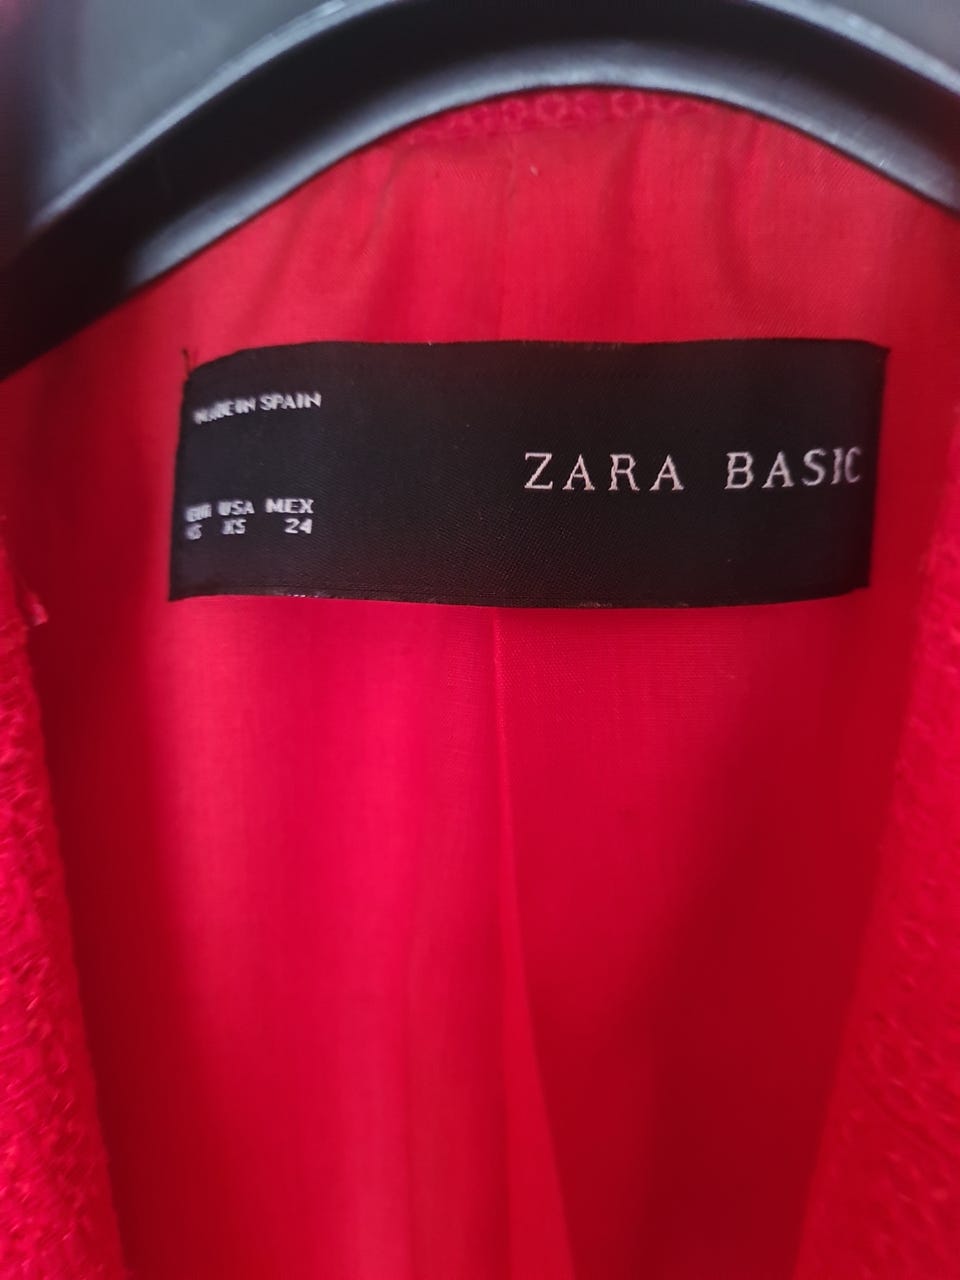 MADE IN SPAIN
ZARA BASIC
EUR USA MEX
XS XS 24